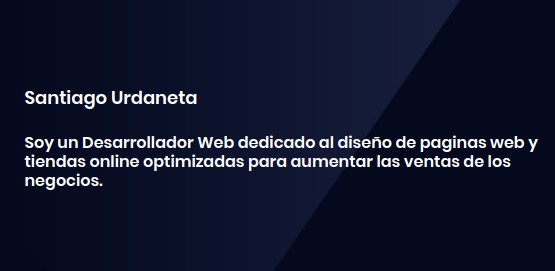 Santiago Urdaneta
Soy un Desarrollador Web dedicado al diseño de paginas web y
tiendas online optimizadas para aumentar las ventas de los
negocios.